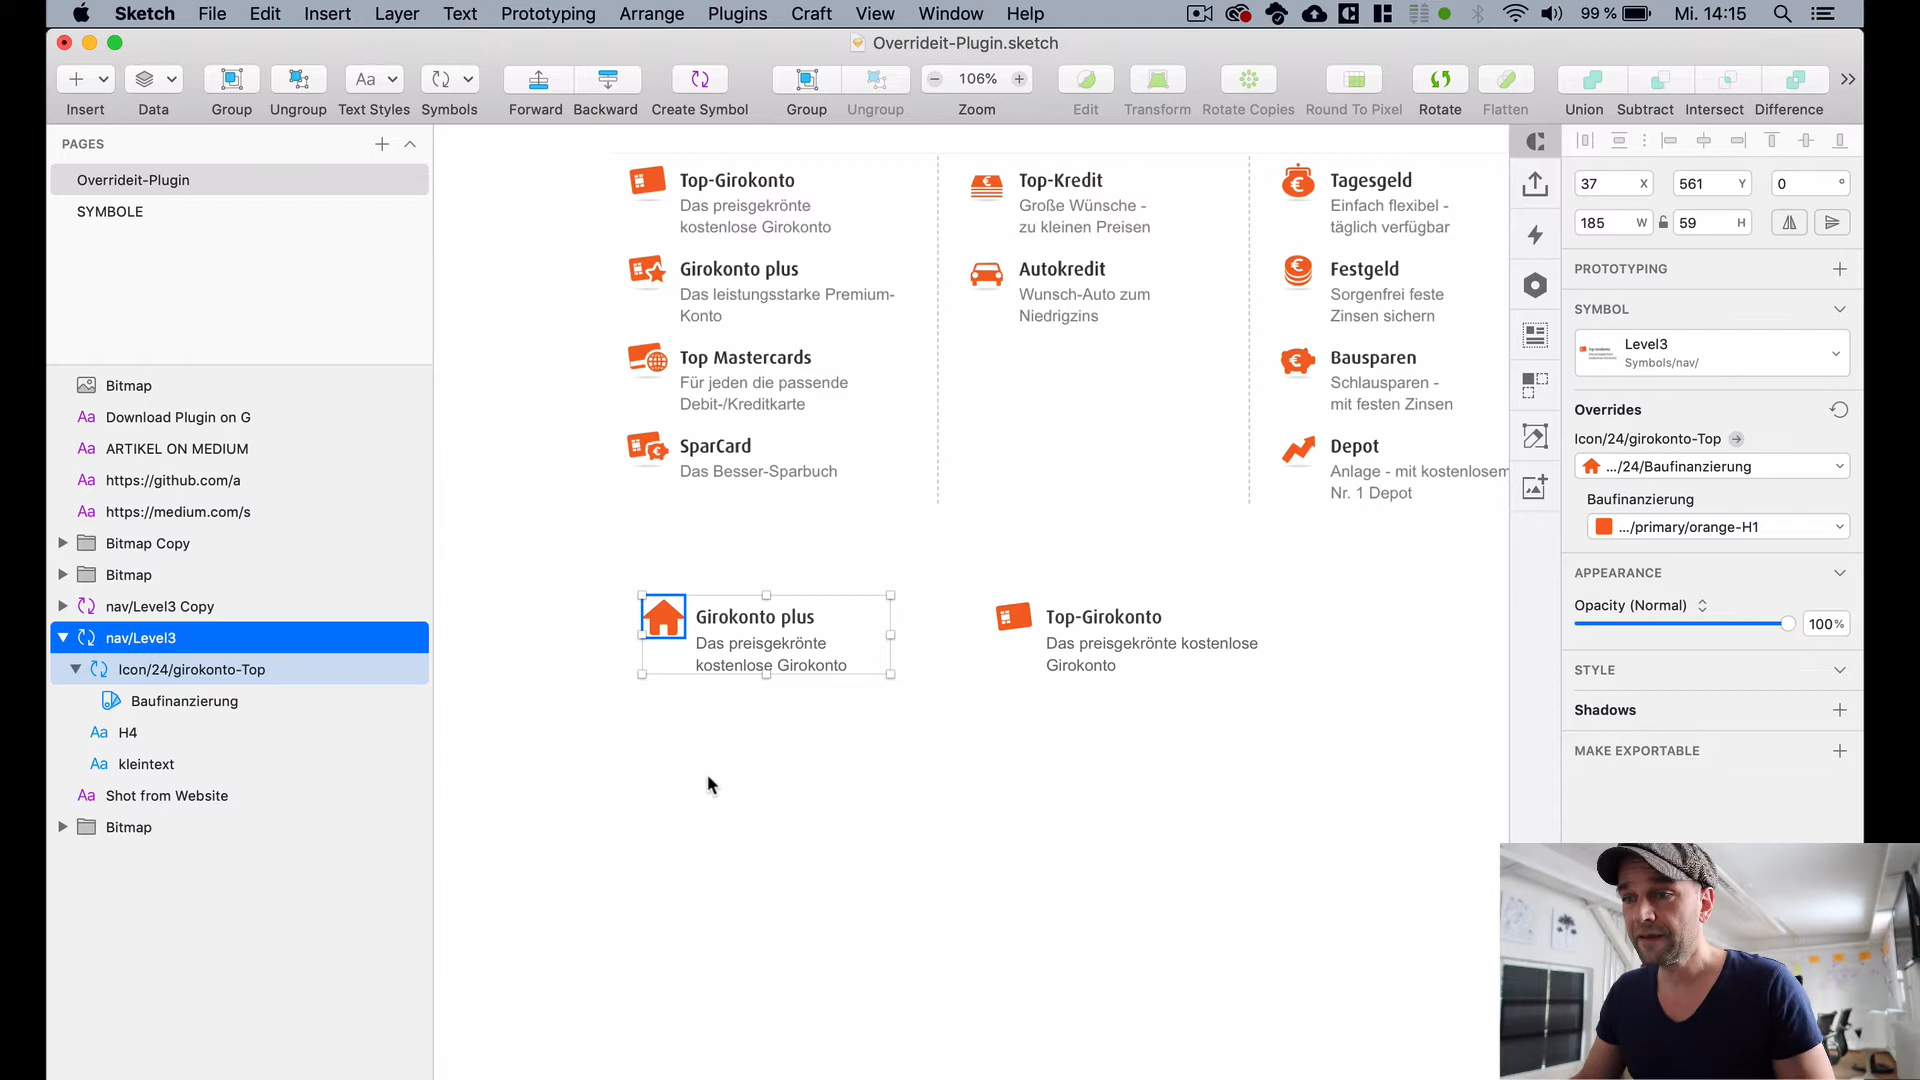 Sketch File Edit Insert Layer Text Prototyping Arrange Plugins Craft View Window Help 99 % Mi. 14:15
Overrideit-Plugin.sketch
Aa 106%
Insert Data Group Ungroup Text Styles Symbols Forward Backward Create Symbol Group Ungroup Zoom Edit Transform Rotate Copies Round To Pixel Rotate Flatten Union Subtract Intersect Difference
PAGES
Overrideit-Plugin
SYMBOLE
Bitmap
Aa Download Plugin on G
Aa ARTIKEL ON MEDIUM
Aa https://github.com/a
Aa https://medium.com/s
Bitmap Copy
Bitmap
nav/Level3 Copy
nav/Level3
Icon/24/girokonto-Top
Baufinanzierung
Aa H4
Aa kleintext
Aa Shot from Website
Bitmap
Top-Girokonto
Das preisgekrönte
kostenlose Girokonto
Girokonto plus
Das leistungsstarke Premium-
Konto
Top Mastercards
Für jeden die passende
Debit-/Kreditkarte
SparCard
Das Besser-Sparbuch
Top-Kredit
Große Wünsche -
zu kleinen Preisen
Autokredit
Wunsch-Auto zum
Niedrigzins
Tagesgeld
Einfach flexibel -
täglich verfügbar
Festgeld
Sorgenfrei feste
Zinsen sichern
Bausparen
Schlausparen -
mit festen Zinsen
Depot
Anlage - mit kostenlosem
Nr. 1 Depot
Girokonto plus
Das preisgekrönte
kostenlose Girokonto
Top-Girokonto
Das preisgekrönte kostenlose
Girokonto
37 X 561 Y 0 °
185 W 59 H
PROTOTYPING
SYMBOL
Level3
Symbols/nav/
Overrides
Icon/24/girokonto-Top
.../24/Baufinanzierung
Baufinanzierung
.../primary/orange-H1
APPEARANCE
Opacity (Normal) 100%
STYLE
Shadows
MAKE EXPORTABLE